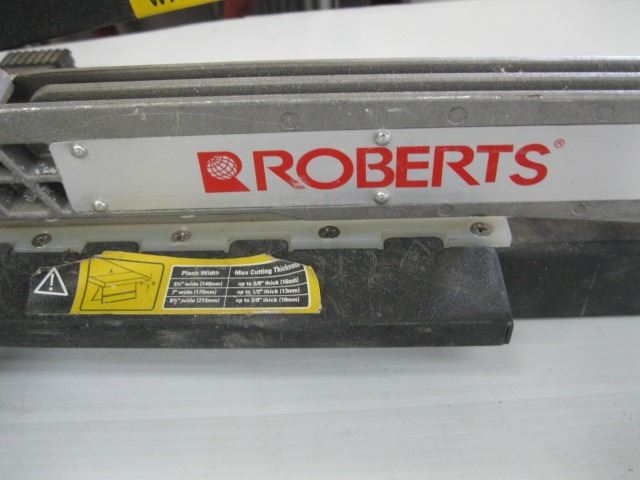 ROBERTS®
Plank Width Max Cutting Thickness
5½" wide (140mm) up to 5/8" thick (16mm)
7" wide (178mm) up to 1/2" thick (13mm)
8½" wide (215mm) up to 3/8" thick (10mm)